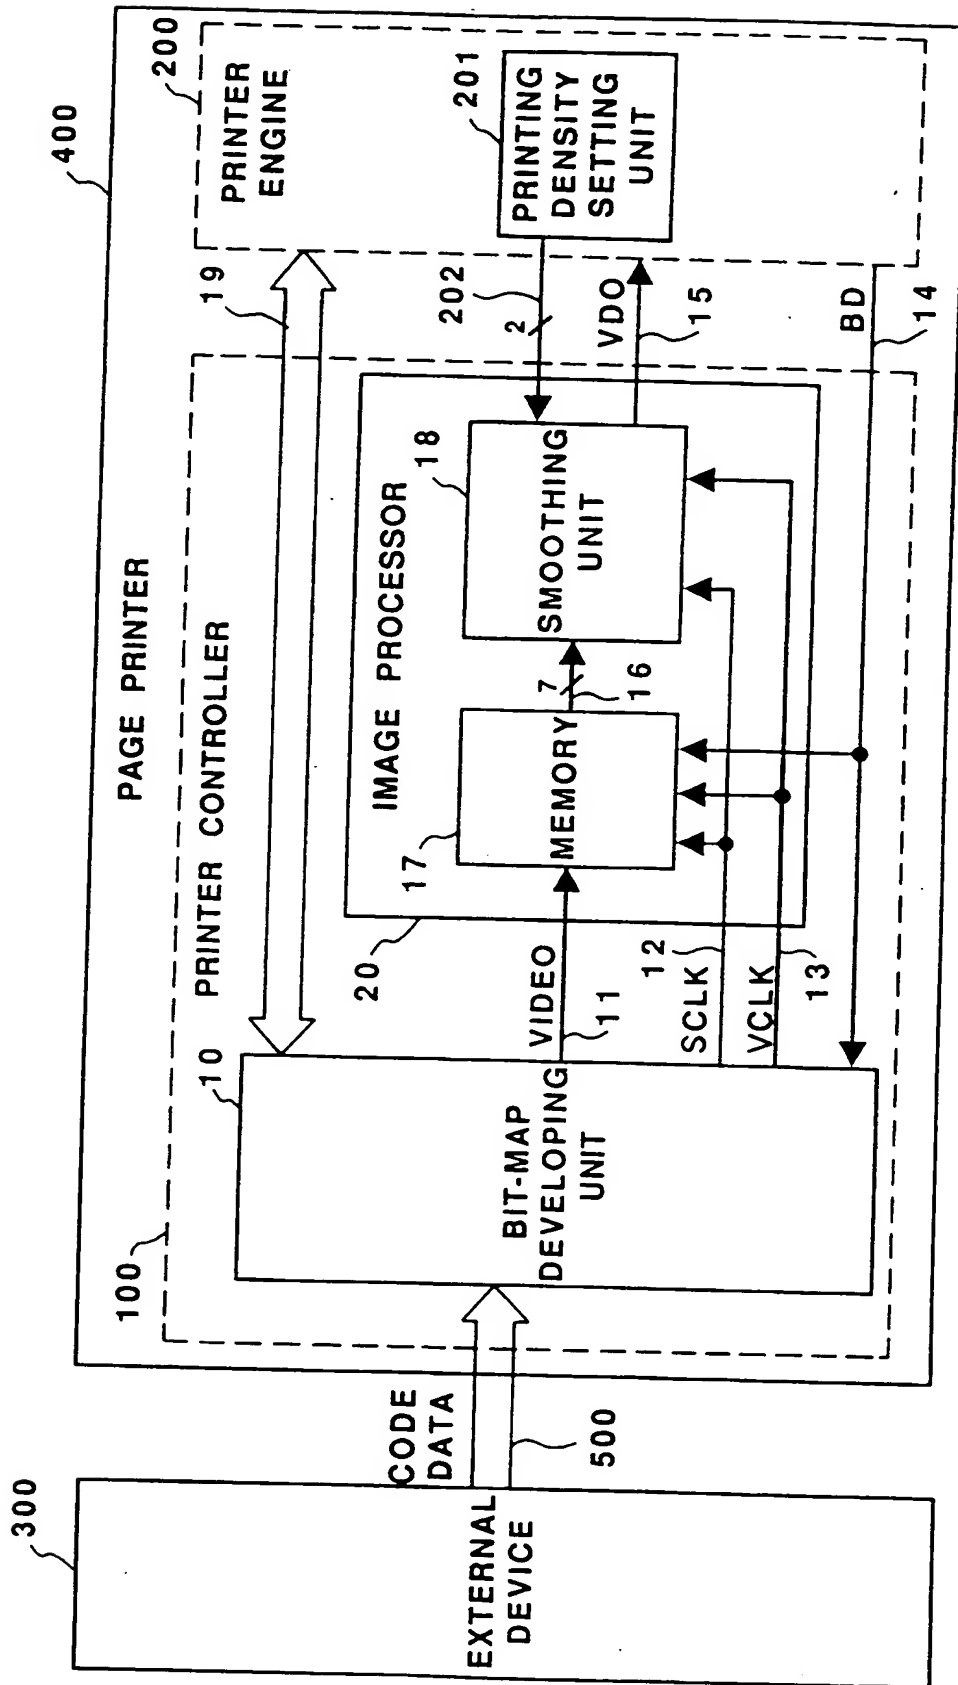 300
EXTERNAL
DEVICE
CODE
DATA
500
400
PAGE PRINTER
100
PRINTER CONTROLLER
10
BIT-MAP
DEVELOPING
UNIT
19
VIDEO
11
SCLK
12
VCLK
13
20
IMAGE PROCESSOR
17
MEMORY
7
16
18
SMOOTHING
UNIT
2
202
VDO
15
BD
14
200
PRINTER
ENGINE
201
PRINTING
DENSITY
SETTING
UNIT